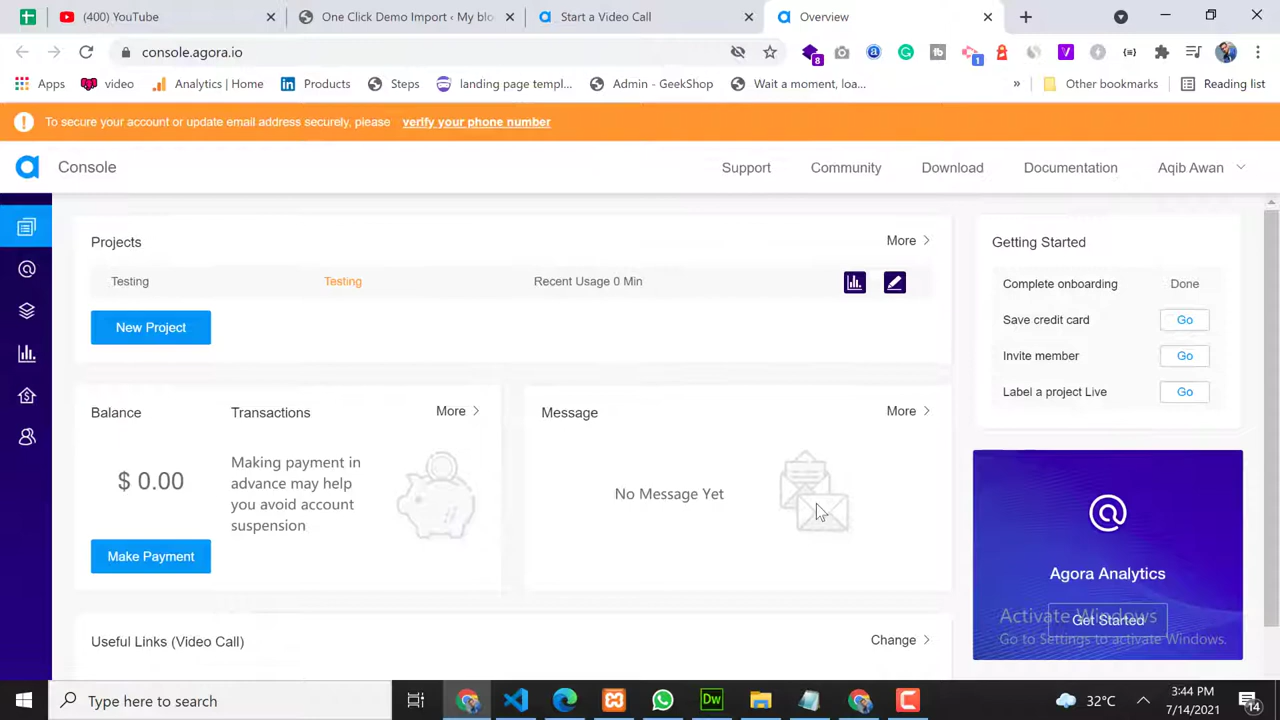 (401) YouTube
One Click Demo Import ‹ My blo
Start a Video Call
Overview
console.agora.io
8
1
Apps
video
Analytics | Home
Products
Steps
landing page templ...
Admin - GeekShop
Wait a moment, loa...
»
Other bookmarks
Reading list
To secure your account or update email address securely, please verify your phone number
Console
Support
Community
Download
Documentation
Aqib Awan
Projects
More
Testing
Testing
Recent Usage 0 Min
New Project
Getting Started
Complete onboarding
Done
Save credit card
Go
Invite member
Go
Label a project Live
Go
Balance
Transactions
More
$ 0.00
Making payment in
advance may help
you avoid account
suspension
Make Payment
Message
More
No Message Yet
Agora Analytics
Get Started
Activate Windows
Go to Settings to activate Windows.
Useful Links (Video Call)
Change
Type here to search
Dw
32°C
3:44 PM
7/14/2021
14